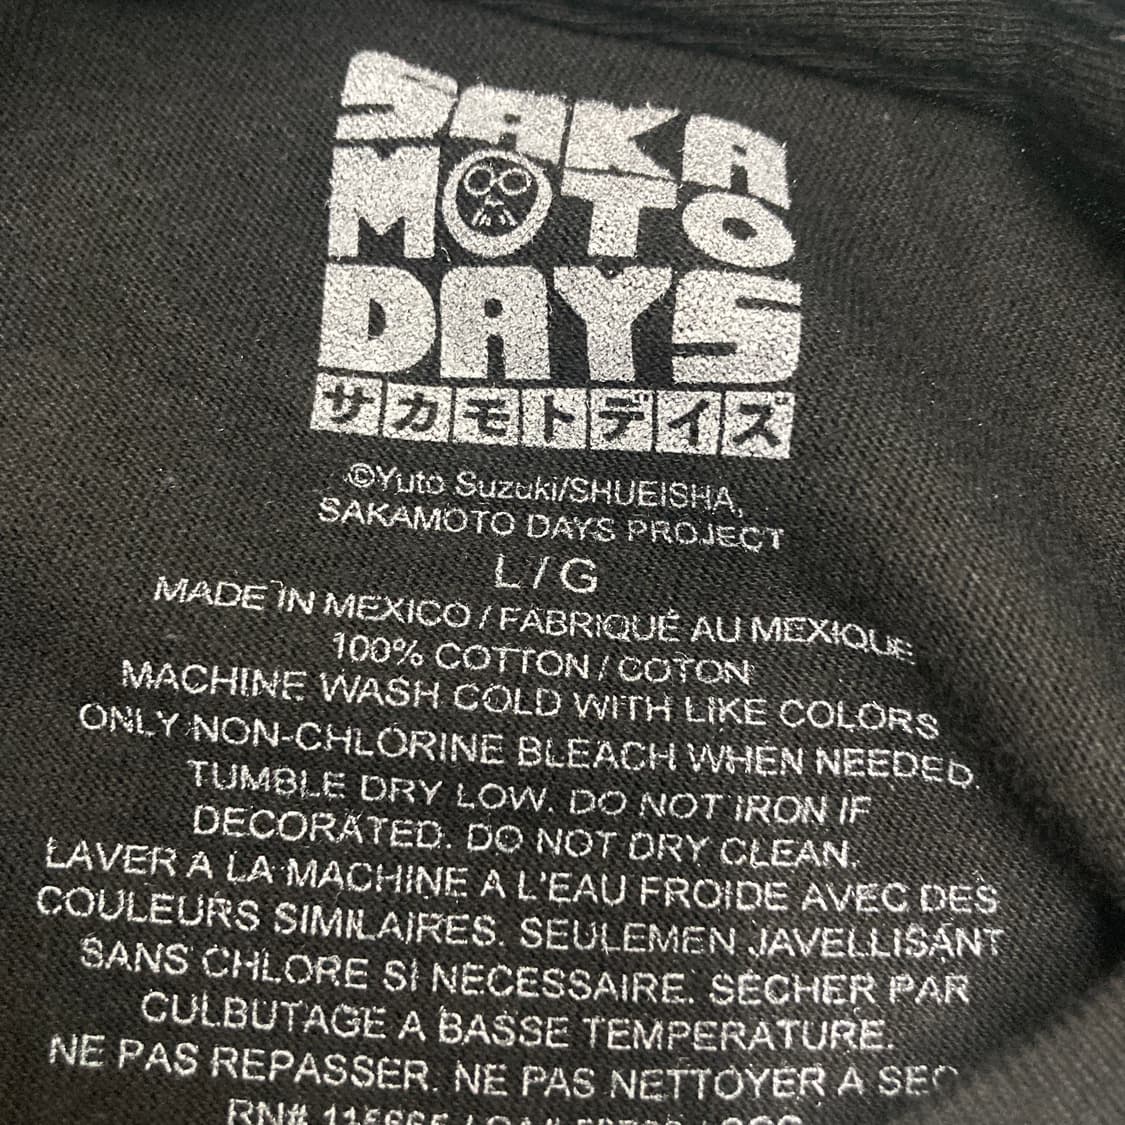 SAKA
MOTO
DAYS
サカモトデイズ
©Yuto Suzuki/SHUEISHA,
SAKAMOTO DAYS PROJECT
L / G
MADE IN MEXICO / FABRIQUÉ AU MEXIQUE
100% COTTON / COTON
MACHINE WASH COLD WITH LIKE COLORS
ONLY NON-CHLORINE BLEACH WHEN NEEDED.
TUMBLE DRY LOW. DO NOT IRON IF
DECORATED. DO NOT DRY CLEAN.
LAVER A LA MACHINE A L'EAU FROIDE AVEC DES
COULEURS SIMILAIRES. SEULEMEN JAVELLISANT
SANS CHLORE SI NECESSAIRE. SECHER PAR
CULBUTAGE A BASSE TEMPERATURE.
NE PAS REPASSER. NE PAS NETTOYER A SEC
RN#